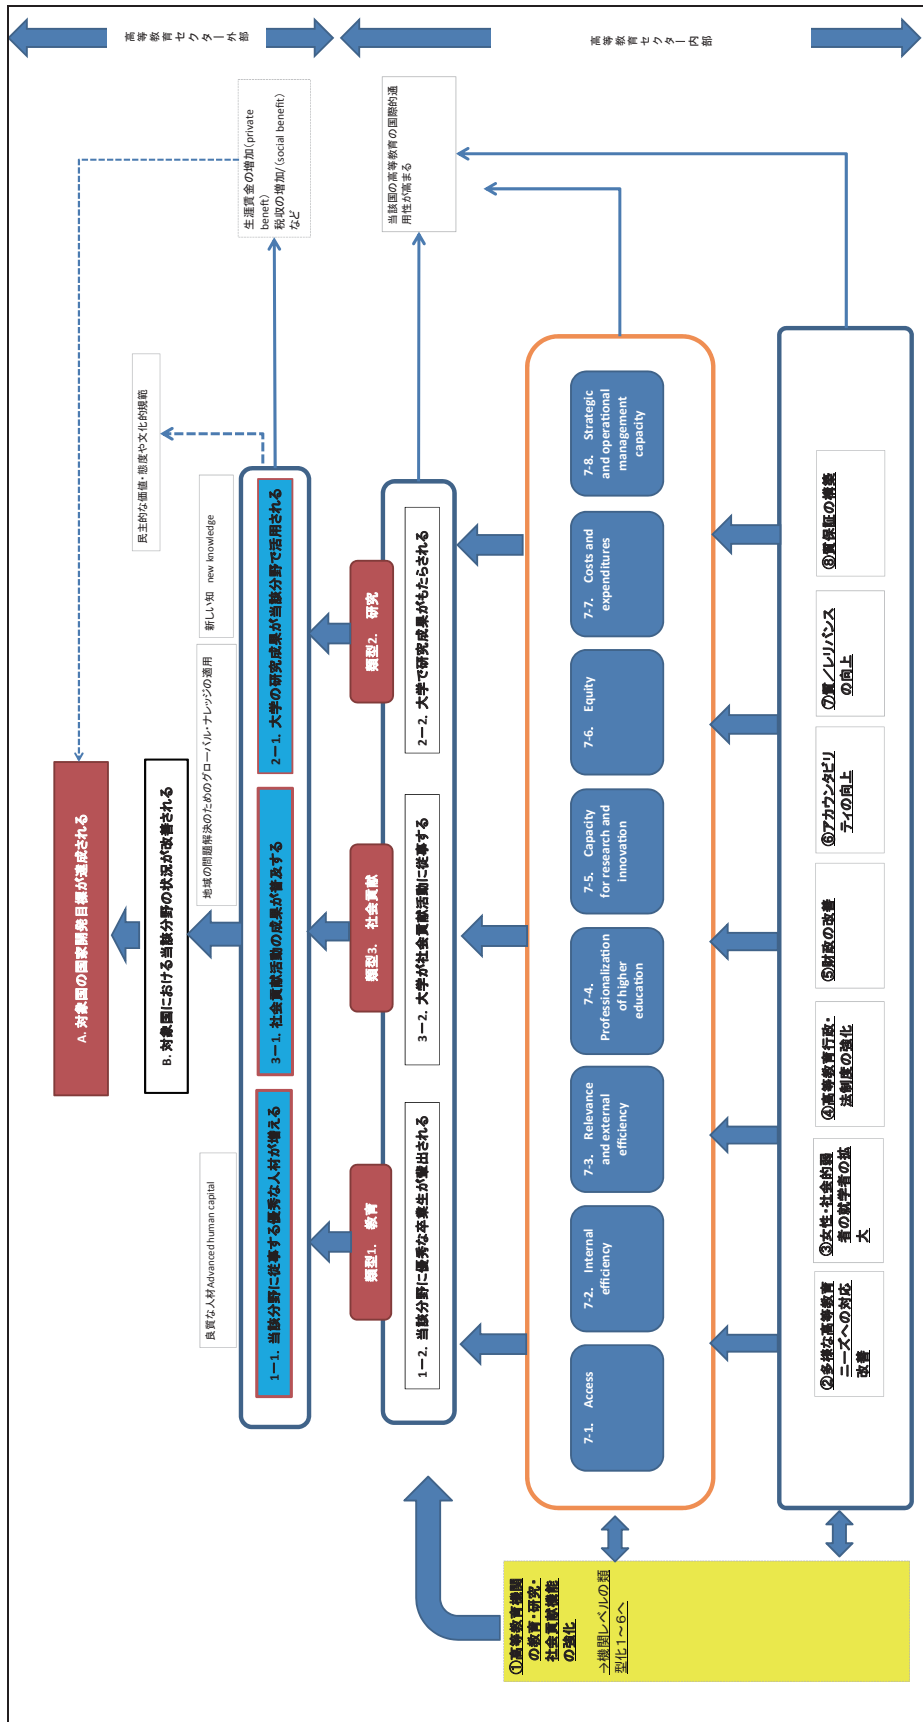 高等教育セクター外部
高等教育セクター内部
A. 対象国の国家開発目標が達成される
B. 対象国における当該分野の状況が改善される
民主的な価値・態度や文化的規範
生涯賃金の増加(private
beneft)
税収の増加/(social benefit)
など
良質な人材Advanced human capital
地域の問題解決のためのグローバル・ナレッジの適用
新しい知　new knowledge
1ー1. 当該分野に従事する優秀な人材が増える
3ー1. 社会貢献活動の成果が普及する
2ー1. 大学の研究成果が当該分野で活用される
類型1.　教育
類型3.　社会貢献
類型2.　研究
当該国の高等教育の国際的通
用性が高まる
1ー2. 当該分野に優秀な卒業生が輩出される
3ー2. 大学が社会貢献活動に従事する
2ー2. 大学で研究成果がもたらされる
①高等教育機関
の教育・研究・
社会貢献機能
の強化
→機関レベルの類
型化1～6へ
7-1.　Access
7-2.　Internal
efficiency
7-3.　Relevance
and external
efficiency
7-4.
Professionalization
of higher
education
7-5.　Capacity
for research and
innovation
7-6.　Equity
7-7.　Costs and
expenditures
7-8.　Strategic
and operational
management
capacity
②多様な高等教育
ニーズへの対応
改善
③女性・社会的弱
者の就学者の拡
大
④高等教育行政・
法制度の強化
⑤財政の改善
⑥アカウンタビリ
ティの向上
⑦質／レリバンス
の向上
⑧質保証の構築